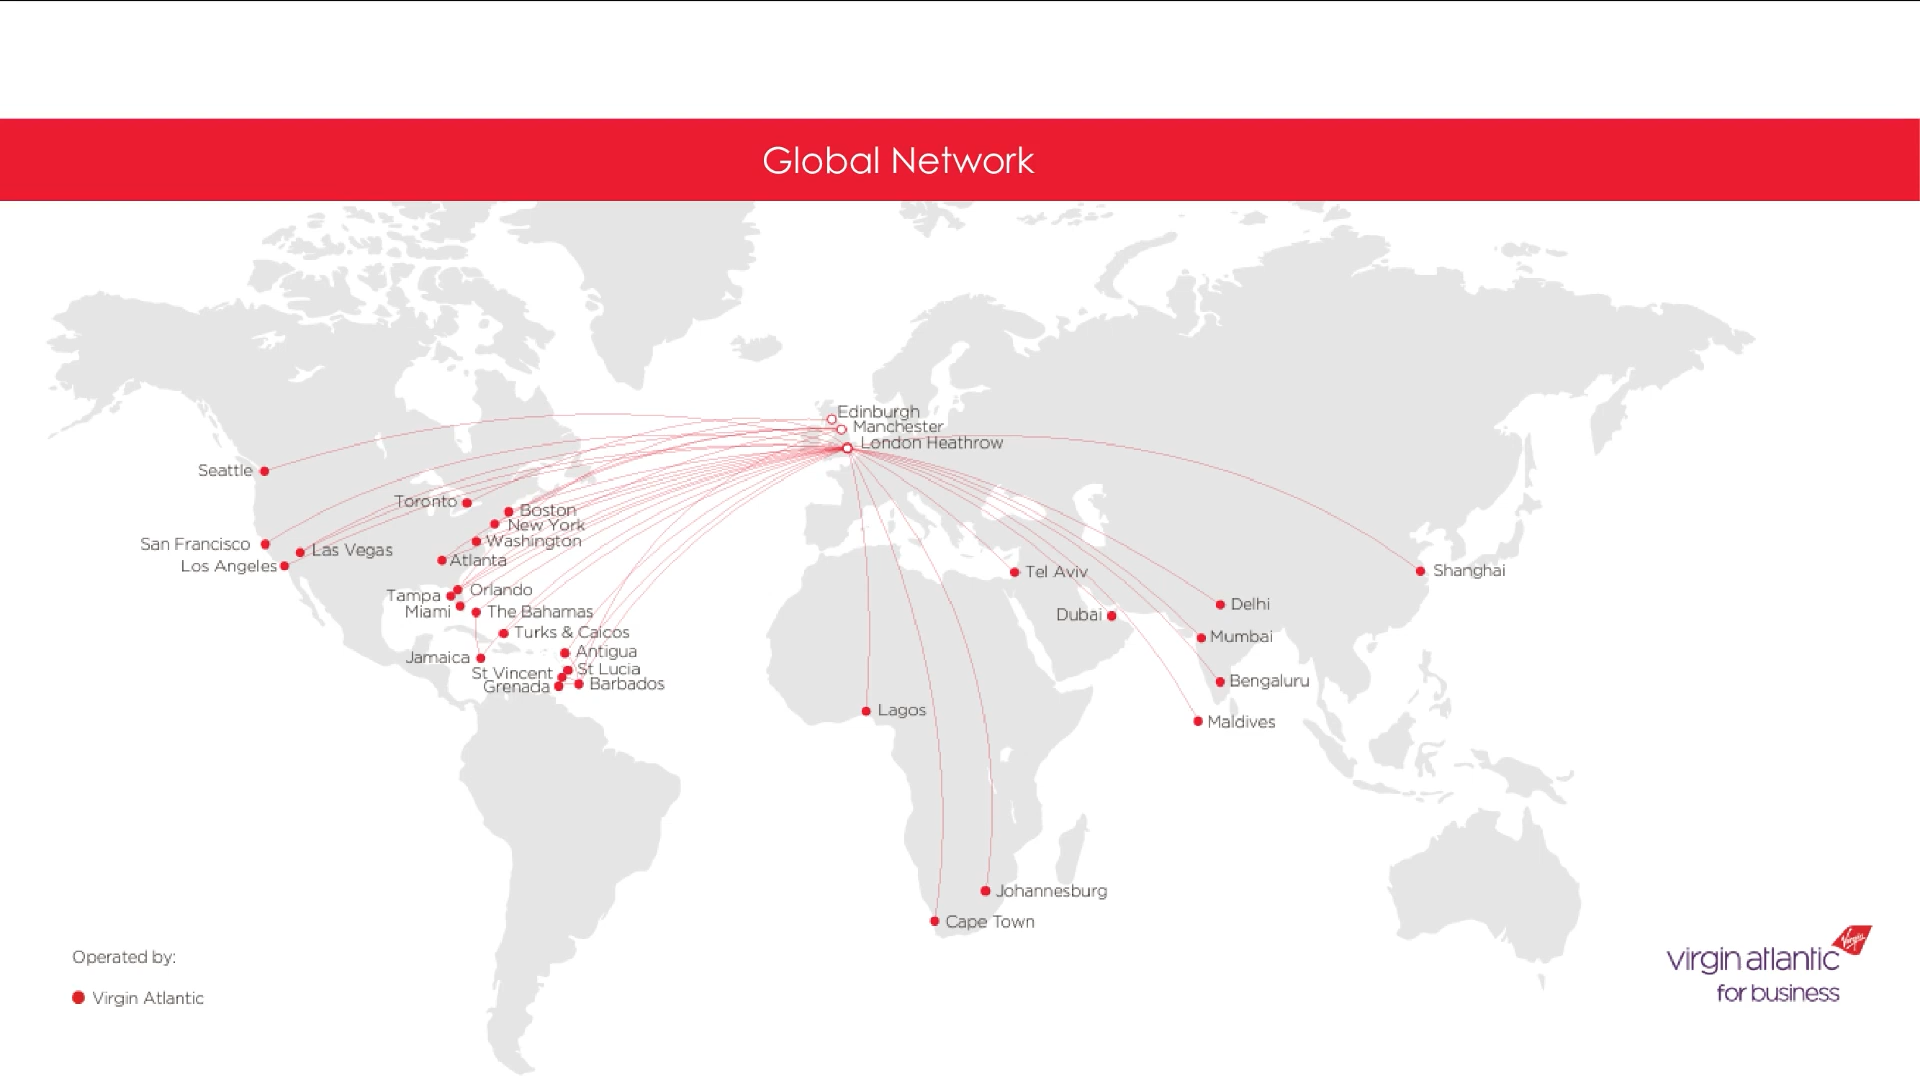 Global Network
Edinburgh
Manchester
London Heathrow
Seattle
Toronto
Boston
New York
San Francisco
Las Vegas
Washington
Los Angeles
Atlanta
Tel Aviv
Shanghai
Tampa
Orlando
Miami
The Bahamas
Dubai
Delhi
Turks & Caicos
Mumbai
Jamaica
Antigua
St Vincent
St Lucia
Grenada
Barbados
Bengaluru
Lagos
Maldives
Johannesburg
Cape Town
Operated by:
Virgin Atlantic
Virgin
virgin atlantic
for business